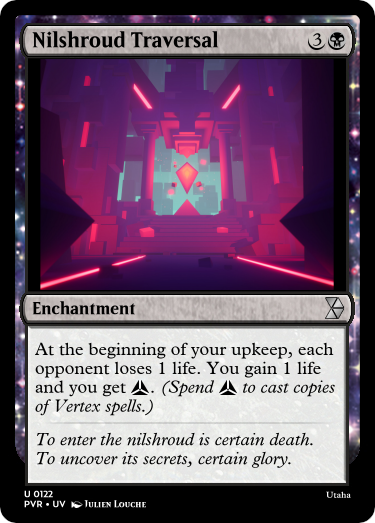 Nilshroud Traversal 3
Enchantment
At the beginning of your upkeep, each
opponent loses 1 life. You gain 1 life
and you get . (Spend to cast copies
of Vertex spells.)
To enter the nilshroud is certain death.
To uncover its secrets, certain glory.
U 0122 Utaha
PVR • UV Julien Louche